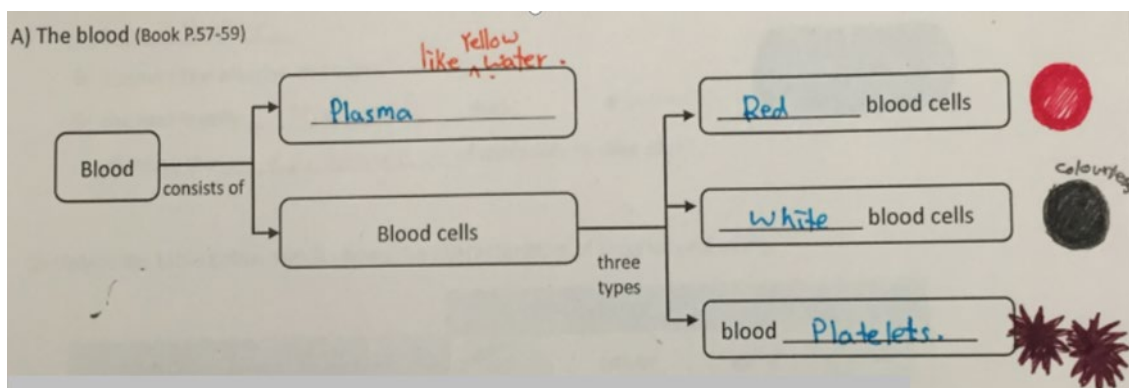 A) The blood (Book P.57-59)
Yellow
like ^ water.
Plasma
Red blood cells
Blood
consists of
colourless
White blood cells
Blood cells
three
types
blood Platelets.